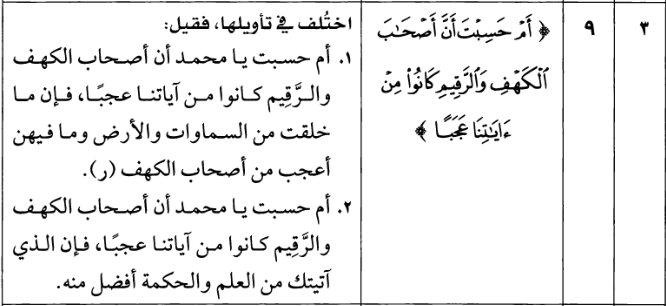 ٣
٩
﴿ أَمْ حَسِبْتَ أَنَّ أَصْحَٰبَ
ٱلْكَهْفِ وَٱلرَّقِيمِ كَانُوا۟ مِنْ
ءَايَٰتِنَا عَجَبًا ﴾
اختُلف في تأويلها، فقيل:
١. أم حسبت يا محمد أن أصحاب الكهف
والرَّقِيم كانوا من آياتنا عجبًا، فإن ما
خلقت من السماوات والأرض وما فيهن
أعجب من أصحاب الكهف (ر).
٢. أم حسبت يا محمد أن أصحاب الكهف
والرَّقِيم كانوا من آياتنا عجبًا، فإن الذي
آتيتك من العلم والحكمة أفضل منه.